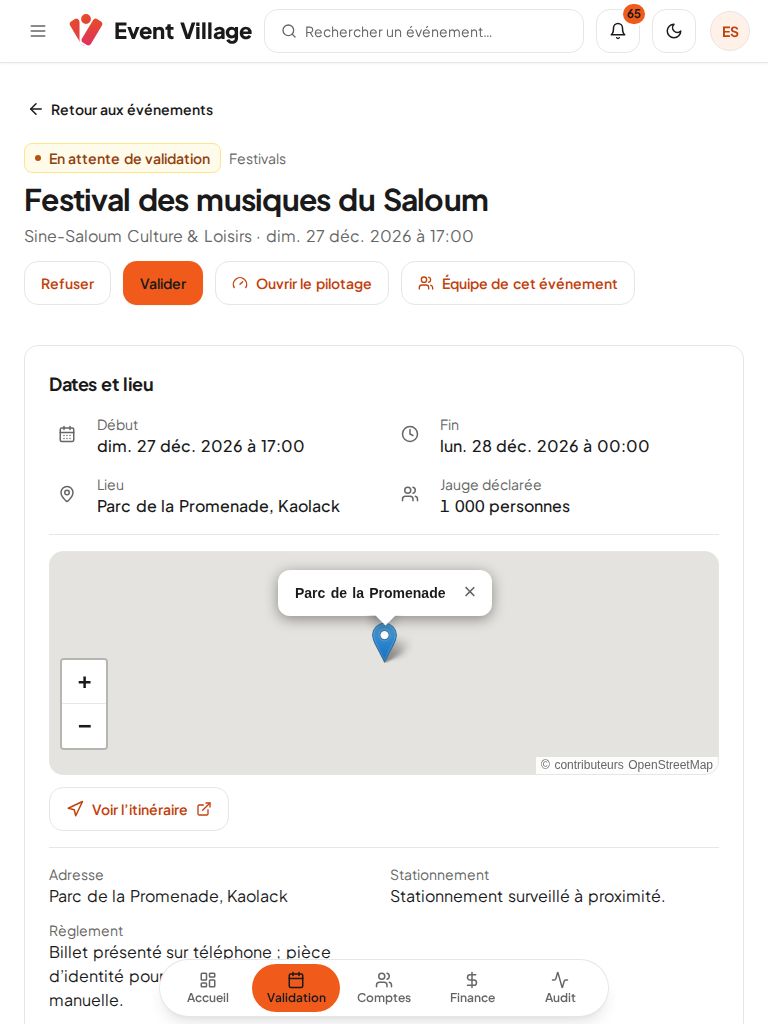 Event Village
Rechercher un événement...
65
ES
Retour aux événements
En attente de validation
Festivals
Festival des musiques du Saloum
Sine-Saloum Culture & Loisirs · dim. 27 déc. 2026 à 17:00
Refuser
Valider
Ouvrir le pilotage
Équipe de cet événement
Dates et lieu
Début
dim. 27 déc. 2026 à 17:00
Fin
lun. 28 déc. 2026 à 00:00
Lieu
Parc de la Promenade, Kaolack
Jauge déclarée
1 000 personnes
Parc de la Promenade
+
−
© contributeurs OpenStreetMap
Voir l’itinéraire
Adresse
Parc de la Promenade, Kaolack
Stationnement
Stationnement surveillé à proximité.
Règlement
Billet présenté sur téléphone ; pièce
d’identité pour
manuelle.
Accueil
Validation
Comptes
Finance
Audit